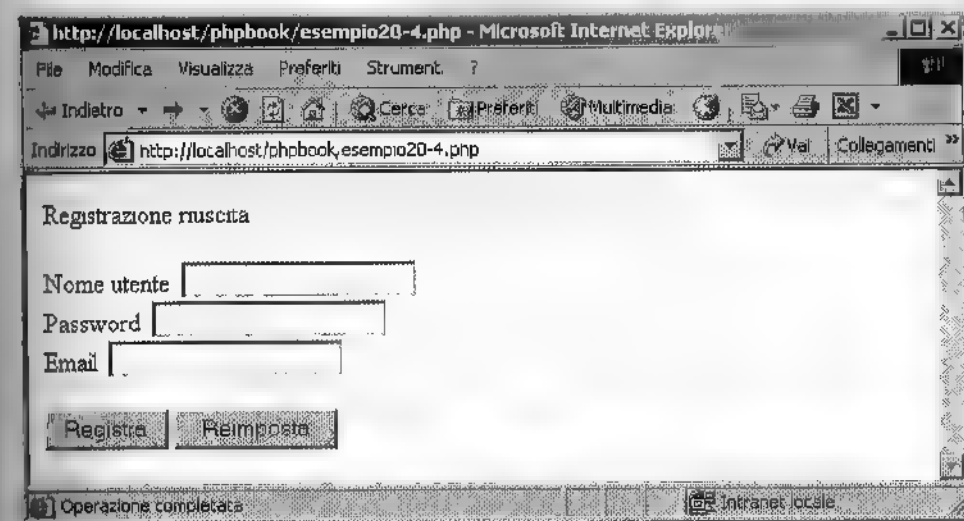 http://localhost/phpbook/esempio20-4.php - Microsoft Internet Explorer
File Modifica Visualizza Preferiti Strumenti ?
Indietro Cerca Preferiti Multimedia
Indirizzo http://localhost/phpbook/esempio20-4.php Vai Collegamenti »
Registrazione riuscita
Nome utente
Password
Email
Registra Reimposta
Operazione completata Intranet locale